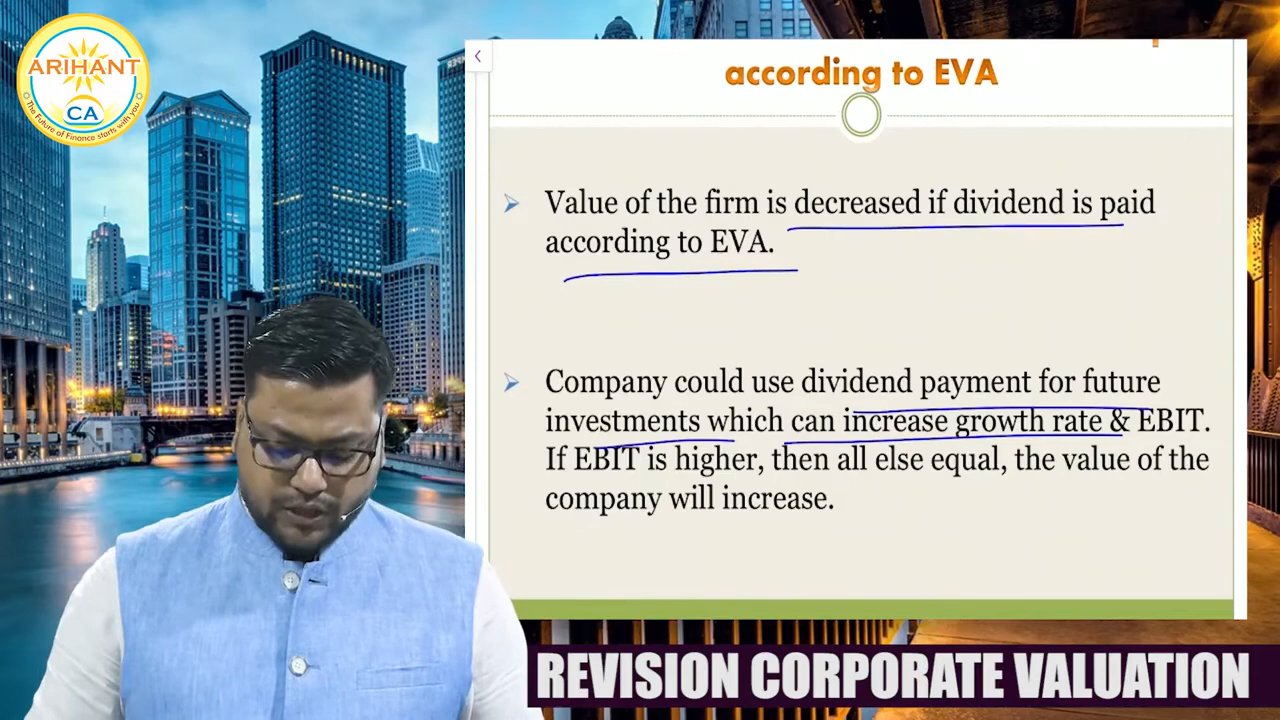 ARIHANT
CA
The Future of Finance starts with you
according to EVA
Value of the firm is decreased if dividend is paid
according to EVA.
Company could use dividend payment for future
investments which can increase growth rate & EBIT.
If EBIT is higher, then all else equal, the value of the
company will increase.
REVISION CORPORATE VALUATION